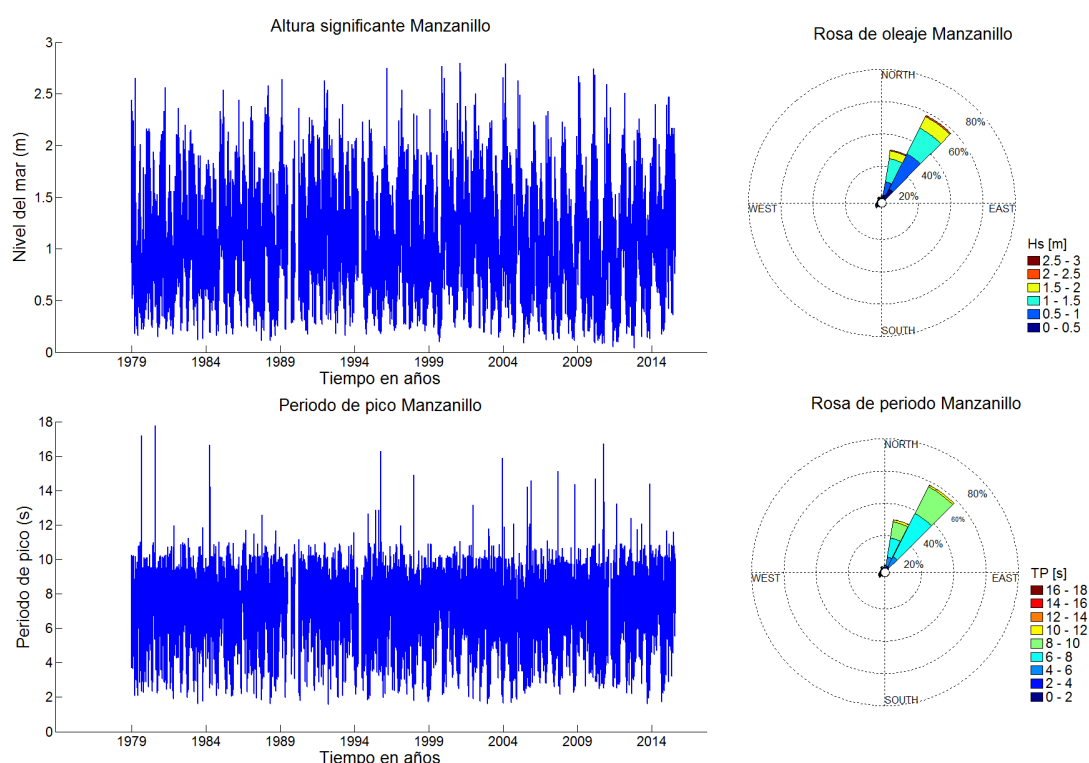 Altura significante Manzanillo
Nivel del mar (m)
3
2.5
2
1.5
1
0.5
0
1979 1984 1989 1994 1999 2004 2009 2014
Tiempo en años
Rosa de oleaje Manzanillo
NORTH
80%
60%
40%
20%
WEST EAST
SOUTH
Hs [m]
2.5 - 3
2 - 2.5
1.5 - 2
1 - 1.5
0.5 - 1
0 - 0.5
Periodo de pico Manzanillo
Periodo de pico (s)
18
16
14
12
10
8
6
4
2
0
1979 1984 1989 1994 1999 2004 2009 2014
Tiempo en años
Rosa de periodo Manzanillo
NORTH
80%
60%
40%
20%
WEST EAST
SOUTH
TP [s]
16 - 18
14 - 16
12 - 14
10 - 12
8 - 10
6 - 8
4 - 6
2 - 4
0 - 2